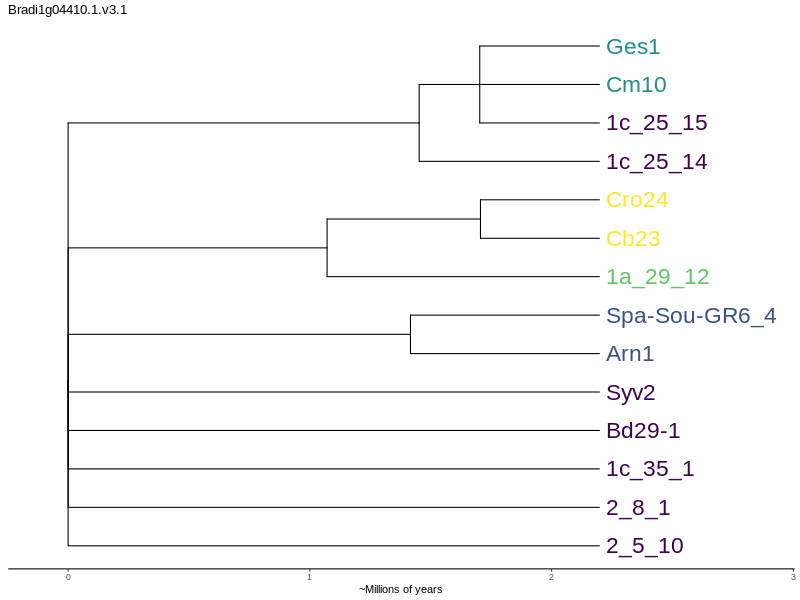 Bradi1g04410.1.v3.1
Ges1
Cm10
1c_25_15
1c_25_14
Cro24
Cb23
1a_29_12
Spa-Sou-GR6_4
Arn1
Syv2
Bd29-1
1c_35_1
2_8_1
2_5_10
0 1 2 3
~Millions of years